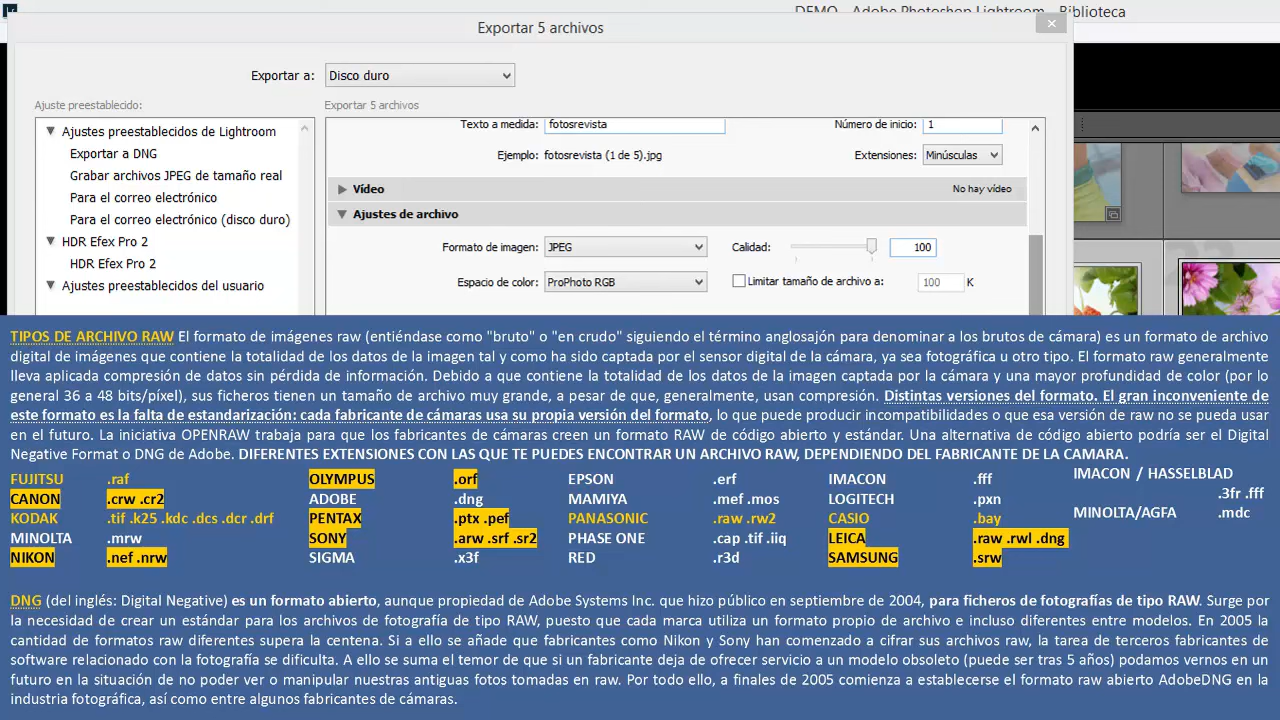 DEMO - Adobe Photoshop Lightroom - Biblioteca
Exportar 5 archivos
Exportar a: Disco duro
Ajuste preestablecido:
Exportar 5 archivos
Ajustes preestablecidos de Lightroom
Exportar a DNG
Grabar archivos JPEG de tamaño real
Para el correo electrónico
Para el correo electrónico (disco duro)
HDR Efex Pro 2
HDR Efex Pro 2
Ajustes preestablecidos del usuario
Texto a medida: fotosrevista Número de inicio: 1
Ejemplo: fotosrevista (1 de 5).jpg Extensiones: Minúsculas
Vídeo No hay vídeo
Ajustes de archivo
Formato de imagen: JPEG Calidad: 100
Espacio de color: ProPhoto RGB Limitar tamaño de archivo a: 100 K
TIPOS DE ARCHIVO RAW El formato de imágenes raw (entiéndase como "bruto" o "en crudo" siguiendo el término anglosajón para denominar a los brutos de cámara) es un formato de archivo
digital de imágenes que contiene la totalidad de los datos de la imagen tal y como ha sido captada por el sensor digital de la cámara, ya sea fotográfica u otro tipo. El formato raw generalmente
lleva aplicada compresión de datos sin pérdida de información. Debido a que contiene la totalidad de los datos de la imagen captada por la cámara y una mayor profundidad de color (por lo
general 36 a 48 bits/píxel), sus ficheros tienen un tamaño de archivo muy grande, a pesar de que, generalmente, usan compresión. Distintas versiones del formato. El gran inconveniente de
este formato es la falta de estandarización: cada fabricante de cámaras usa su propia versión del formato, lo que puede producir incompatibilidades o que esa versión de raw no se pueda usar
en el futuro. La iniciativa OPENRAW trabaja para que los fabricantes de cámaras creen un formato RAW de código abierto y estándar. Una alternativa de código abierto podría ser el Digital
Negative Format o DNG de Adobe. DIFERENTES EXTENSIONES CON LAS QUE TE PUEDES ENCONTRAR UN ARCHIVO RAW, DEPENDIENDO DEL FABRICANTE DE LA CAMARA.
FUJITSU .raf
CANON .crw .cr2
KODAK .tif .k25 .kdc .dcs .dcr .drf
MINOLTA .mrw
NIKON .nef .nrw
OLYMPUS .orf
ADOBE .dng
PENTAX .ptx .pef
SONY .arw .srf .sr2
SIGMA .x3f
EPSON .erf
MAMIYA .mef .mos
PANASONIC .raw .rw2
PHASE ONE .cap .tif .iiq
RED .r3d
IMACON .fff
LOGITECH .pxn
CASIO .bay
LEICA .raw .rwl .dng
SAMSUNG .srw
IMACON / HASSELBLAD
.3fr .fff
MINOLTA/AGFA .mdc
DNG (del inglés: Digital Negative) es un formato abierto, aunque propiedad de Adobe Systems Inc. que hizo público en septiembre de 2004, para ficheros de fotografías de tipo RAW. Surge por
la necesidad de crear un estándar para los archivos de fotografía de tipo RAW, puesto que cada marca utiliza un formato propio de archivo e incluso diferentes entre modelos. En 2005 la
cantidad de formatos raw diferentes supera la centena. Si a ello se añade que fabricantes como Nikon y Sony han comenzado a cifrar sus archivos raw, la tarea de terceros fabricantes de
software relacionado con la fotografía se dificulta. A ello se suma el temor de que si un fabricante deja de ofrecer servicio a un modelo obsoleto (puede ser tras 5 años) podamos vernos en un
futuro en la situación de no poder ver o manipular nuestras antiguas fotos tomadas en raw. Por todo ello, a finales de 2005 comienza a establecerse el formato raw abierto AdobeDNG en la
industria fotográfica, así como entre algunos fabricantes de cámaras.